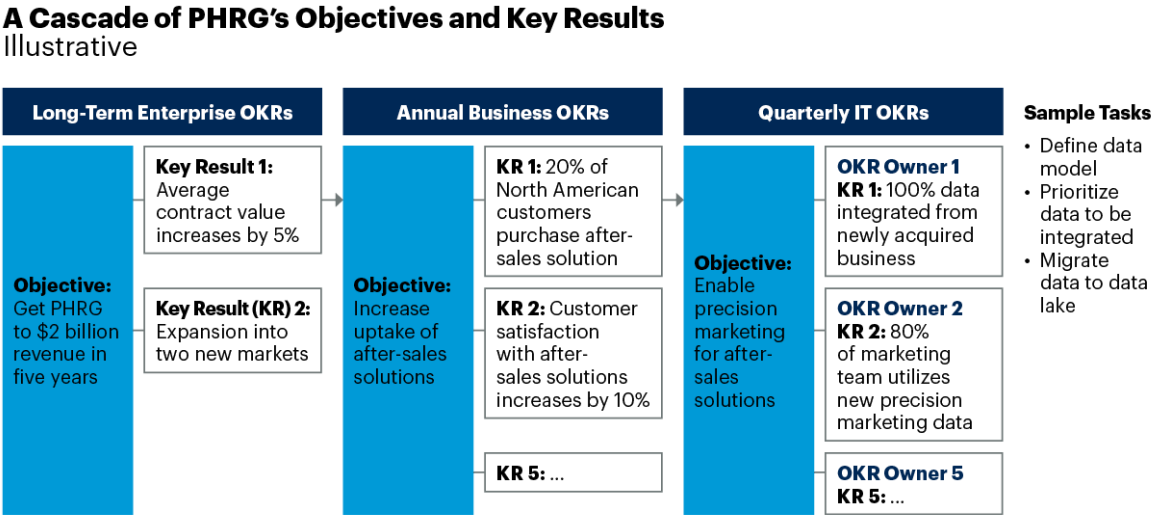 A Cascade of PHRG's Objectives and Key Results
Illustrative
Long-Term Enterprise OKRs
Objective:
Get PHRG
to $2 billion
revenue in
five years
Key Result 1:
Average
contract value
increases by 5%
Key Result (KR) 2:
Expansion into
two new markets
Annual Business OKRs
Objective:
Increase
uptake of
after-sales
solutions
KR 1: 20% of
North American
customers
purchase after-
sales solution
KR 2: Customer
satisfaction
with after-
sales solutions
increases by 10%
KR 5: ...
Quarterly IT OKRs
Objective:
Enable
precision
marketing
for after-
sales
solutions
OKR Owner 1
KR 1: 100% data
integrated from
newly acquired
business
OKR Owner 2
KR 2: 80%
of marketing
team utilizes
new precision
marketing data
OKR Owner 5
KR 5: ...
Sample Tasks
• Define data
model
• Prioritize
data to be
integrated
• Migrate
data to data
lake